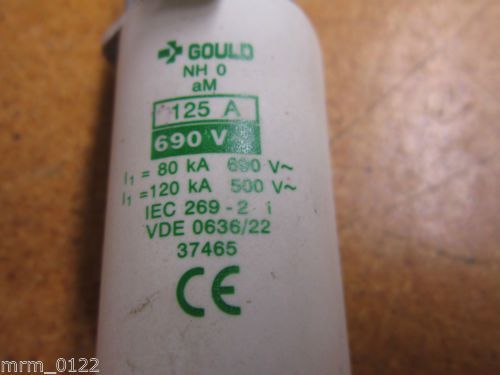 GOULD
NH 0
aM
125 A
690 V~
I₁ = 80 kA 690 V~
I₁ = 120 kA 500 V~
IEC 269-2 i
VDE 0636/22
37465
CE
mrm_0122